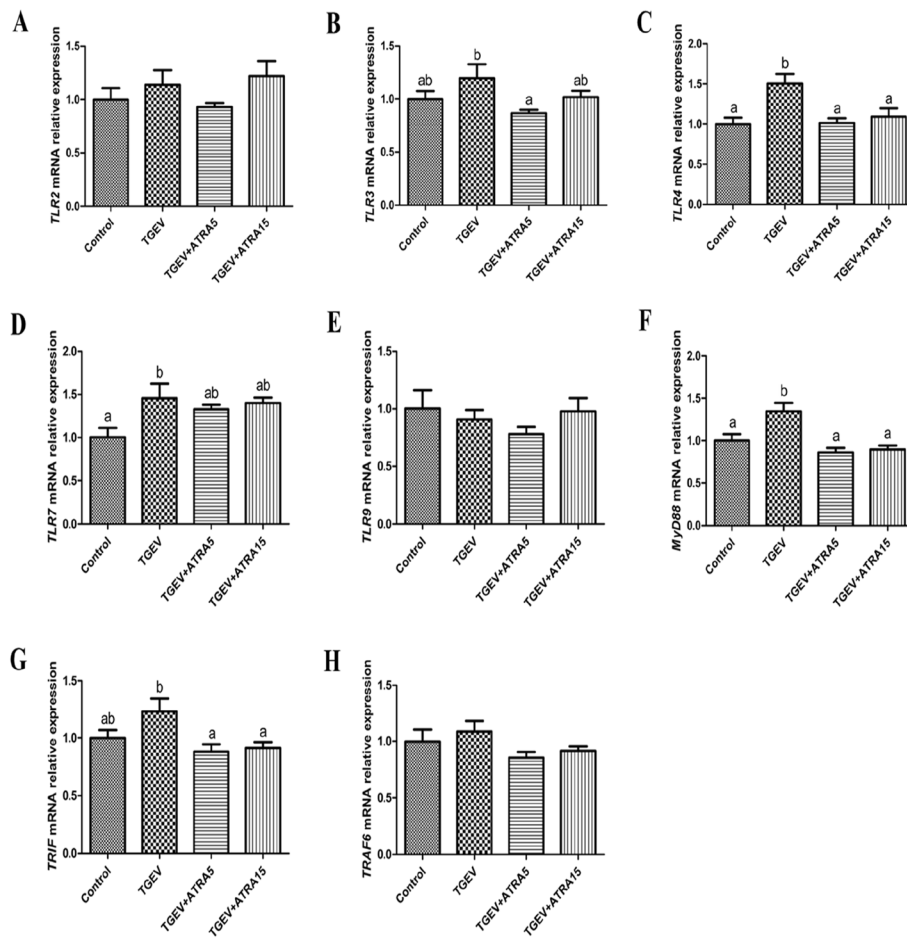 A
TLR2 mRNA relative expression
1.5
1.0
0.5
0.0
Control
TGEV
TGEV+ATRA5
TGEV+ATRA15
B
TLR3 mRNA relative expression
1.5
1.0
0.5
0.0
ab
b
a
ab
Control
TGEV
TGEV+ATRA5
TGEV+ATRA15
C
TLR4 mRNA relative expression
2.0
1.5
1.0
0.5
0.0
a
b
a
a
Control
TGEV
TGEV+ATRA5
TGEV+ATRA15
D
TLR7 mRNA relative expression
2.0
1.5
1.0
0.5
0.0
a
b
ab
ab
Control
TGEV
TGEV+ATRA5
TGEV+ATRA15
E
TLR9 mRNA relative expression
1.5
1.0
0.5
0.0
Control
TGEV
TGEV+ATRA5
TGEV+ATRA15
F
MyD88 mRNA relative expression
2.0
1.5
1.0
0.5
0.0
a
b
a
a
Control
TGEV
TGEV+ATRA5
TGEV+ATRA15
G
TRIF mRNA relative expression
1.5
1.0
0.5
0.0
ab
b
a
a
Control
TGEV
TGEV+ATRA5
TGEV+ATRA15
H
TRAF6 mRNA relative expression
1.5
1.0
0.5
0.0
Control
TGEV
TGEV+ATRA5
TGEV+ATRA15